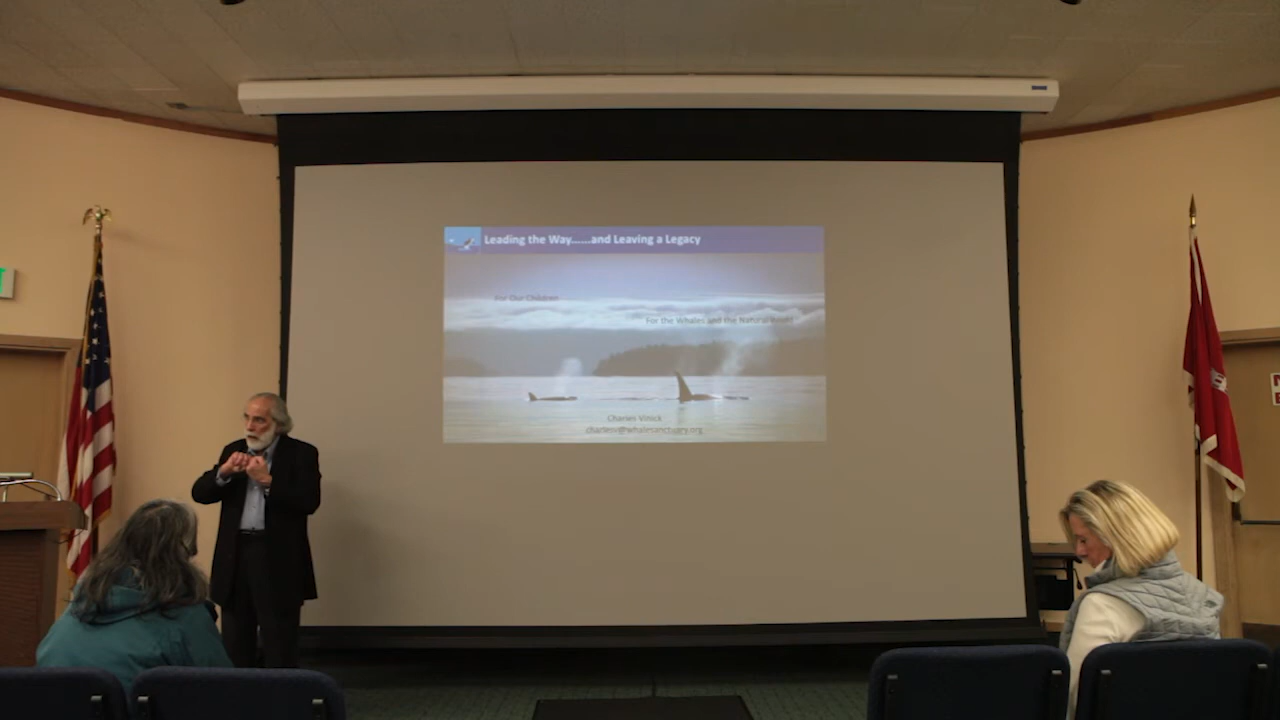 Leading the Way......and Leaving a Legacy
For Our Children
For the Whales and the Natural World
Charles Vinick
charles@whalesanctuary.org